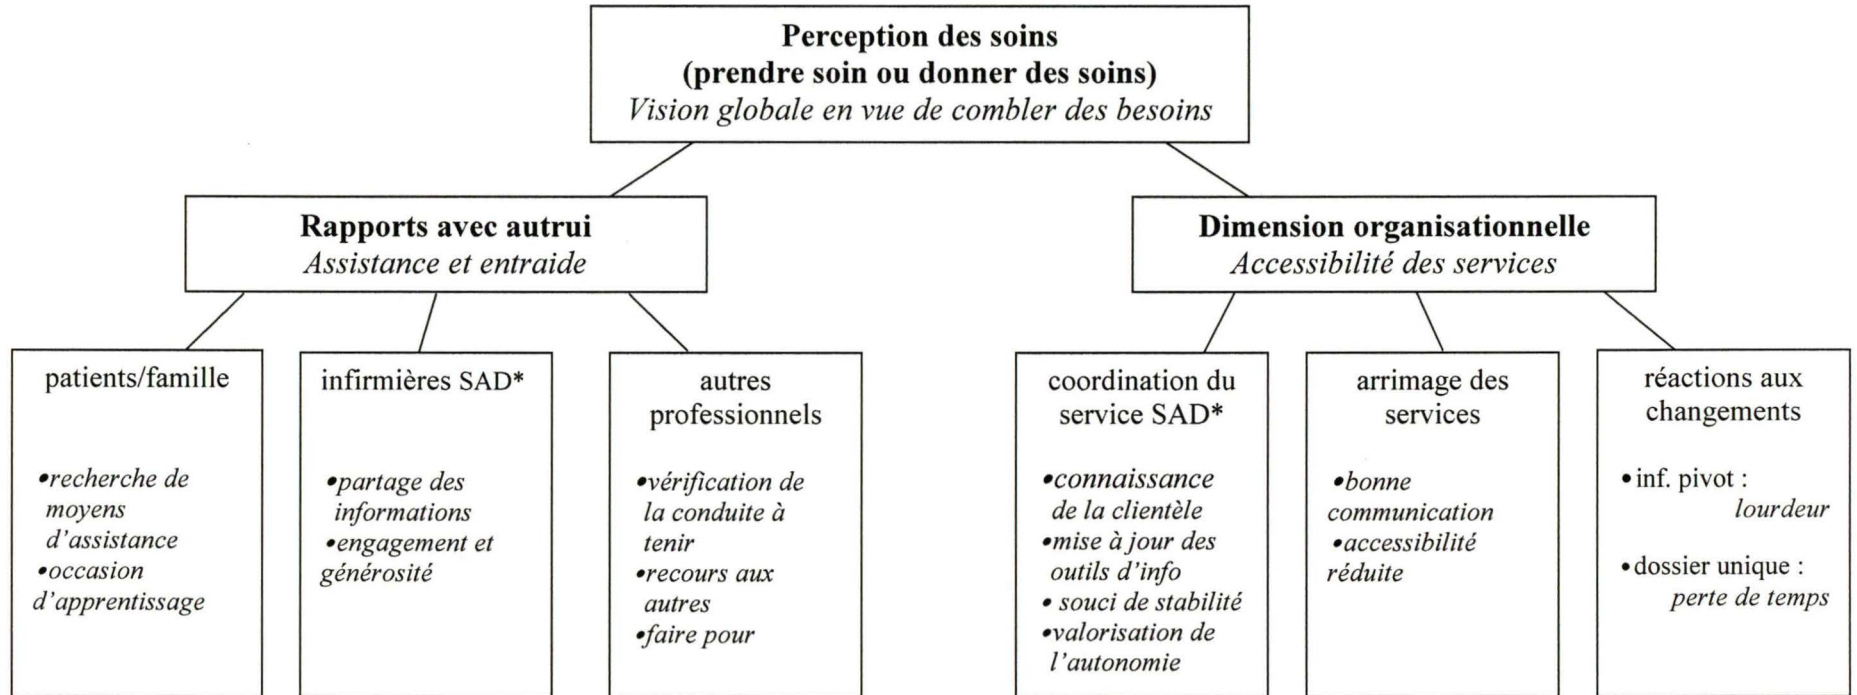 Perception des soins
(prendre soin ou donner des soins)
Vision globale en vue de combler des besoins
Rapports avec autrui
Assistance et entraide
Dimension organisationnelle
Accessibilité des services
patients/famille
•recherche de
moyens
d'assistance
•occasion
d'apprentissage
infirmières SAD*
•partage des
informations
•engagement et
générosité
autres
professionnels
•vérification de
la conduite à
tenir
•recours aux
autres
•faire pour
coordination du
service SAD*
•connaissance
de la clientèle
•mise à jour des
outils d'info
• souci de stabilité
•valorisation de
l'autonomie
arrimage des
services
•bonne
communication
•accessibilité
réduite
réactions aux
changements
• inf. pivot :
lourdeur
• dossier unique :
perte de temps